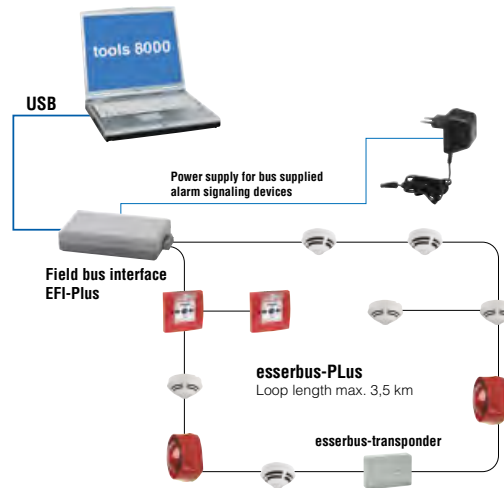 tools 8000
USB
Power supply for bus supplied
alarm signaling devices
Field bus interface
EFI-Plus
esserbus-PLus
Loop length max. 3,5 km
esserbus-transponder